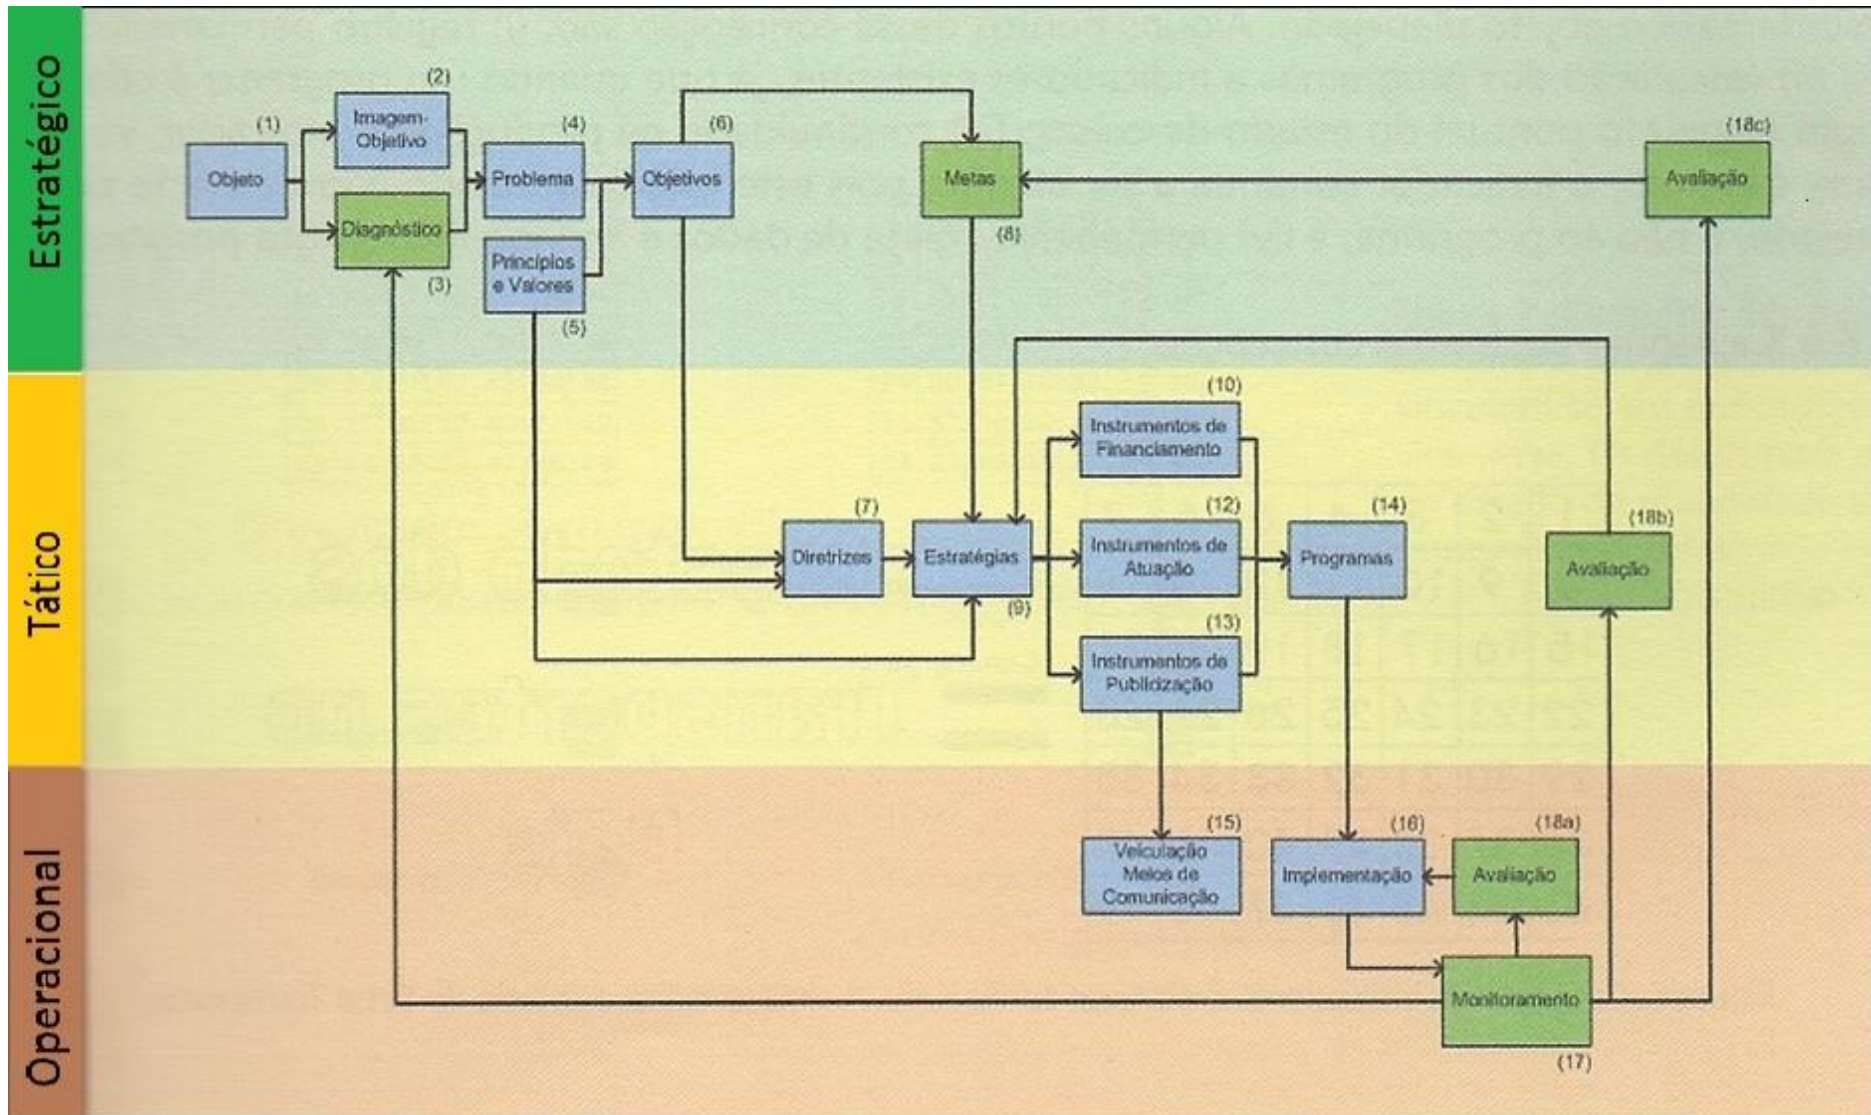 Estratégico
(1)
Objeto
(2)
Imagem-
Objetivo
Diagnóstico
(3)
(4)
Problema
Princípios
e Valores
(5)
(6)
Objetivos
Metas
(8)
(18c)
Avaliação
Tático
(7)
Diretrizes
Estratégias
(9)
(10)
Instrumentos de
Financiamento
(12)
Instrumentos de
Atuação
(13)
Instrumentos de
Publicização
(14)
Programas
(18b)
Avaliação
Operacional
(15)
Veiculação
Meios de
Comunicação
(16)
Implementação
(18a)
Avaliação
Monitoramento
(17)